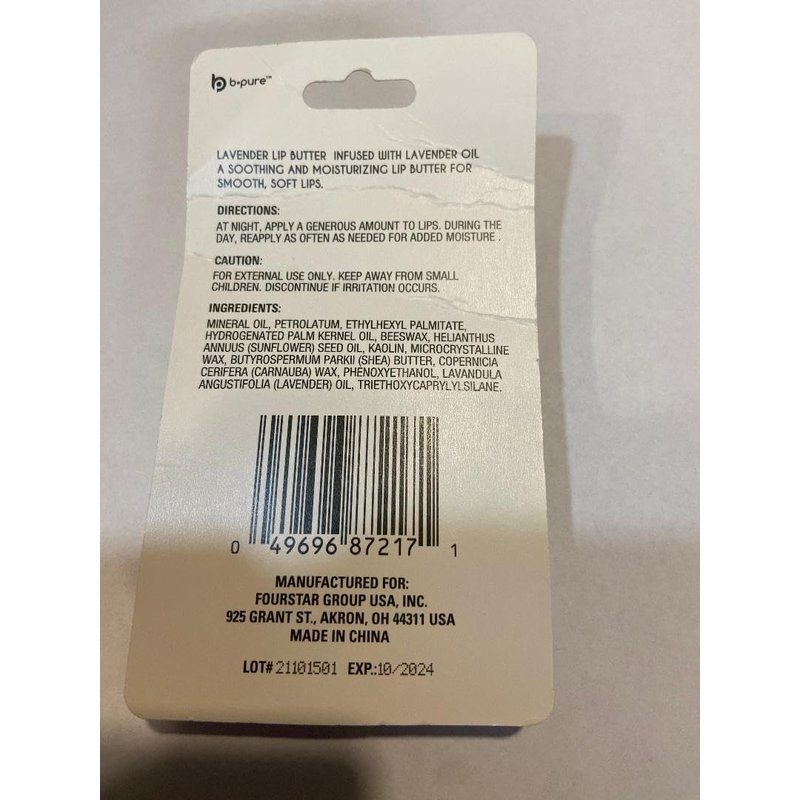 b•pure™
LAVENDER LIP BUTTER INFUSED WITH LAVENDER OIL
A SOOTHING AND MOISTURIZING LIP BUTTER FOR
SMOOTH, SOFT LIPS.
DIRECTIONS:
AT NIGHT, APPLY A GENEROUS AMOUNT TO LIPS. DURING THE
DAY, REAPPLY AS OFTEN AS NEEDED FOR ADDED MOISTURE .
CAUTION:
FOR EXTERNAL USE ONLY. KEEP AWAY FROM SMALL
CHILDREN. DISCONTINUE IF IRRITATION OCCURS.
INGREDIENTS:
MINERAL OIL, PETROLATUM, ETHYLHEXYL PALMITATE,
HYDROGENATED PALM KERNEL OIL, BEESWAX, HELIANTHUS
ANNUUS (SUNFLOWER) SEED OIL, KAOLIN, MICROCRYSTALLINE
WAX, BUTYROSPERMUM PARKII (SHEA) BUTTER, COPERNICIA
CERIFERA (CARNAUBA) WAX, PHENOXYETHANOL, LAVANDULA
ANGUSTIFOLIA (LAVENDER) OIL, TRIETHOXYCAPRYLYLSILANE.
0 49696 87217 1
MANUFACTURED FOR:
FOURSTAR GROUP USA, INC.
925 GRANT ST., AKRON, OH 44311 USA
MADE IN CHINA
LOT# 21101501 EXP.:10/2024